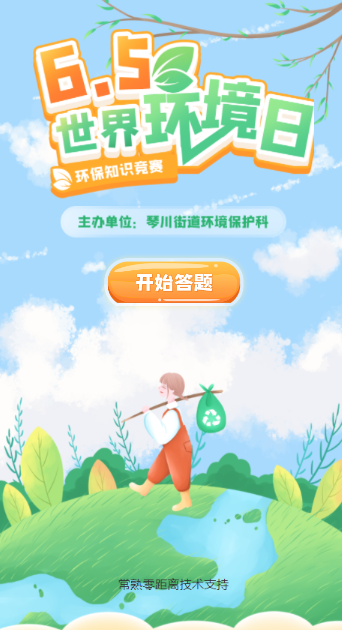 6.5
世界环境日
环保知识竞赛
主办单位：琴川街道环境保护科
开始答题
常熟零距离技术支持